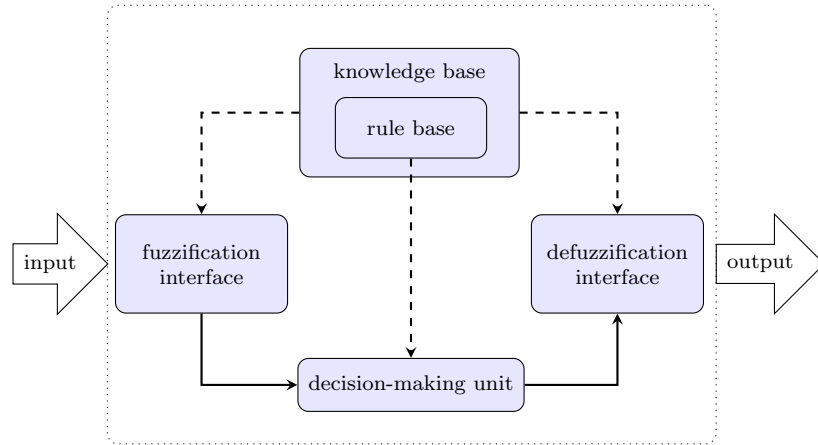 knowledge base
rule base
input
fuzzification
interface
defuzzification
interface
output
decision-making unit